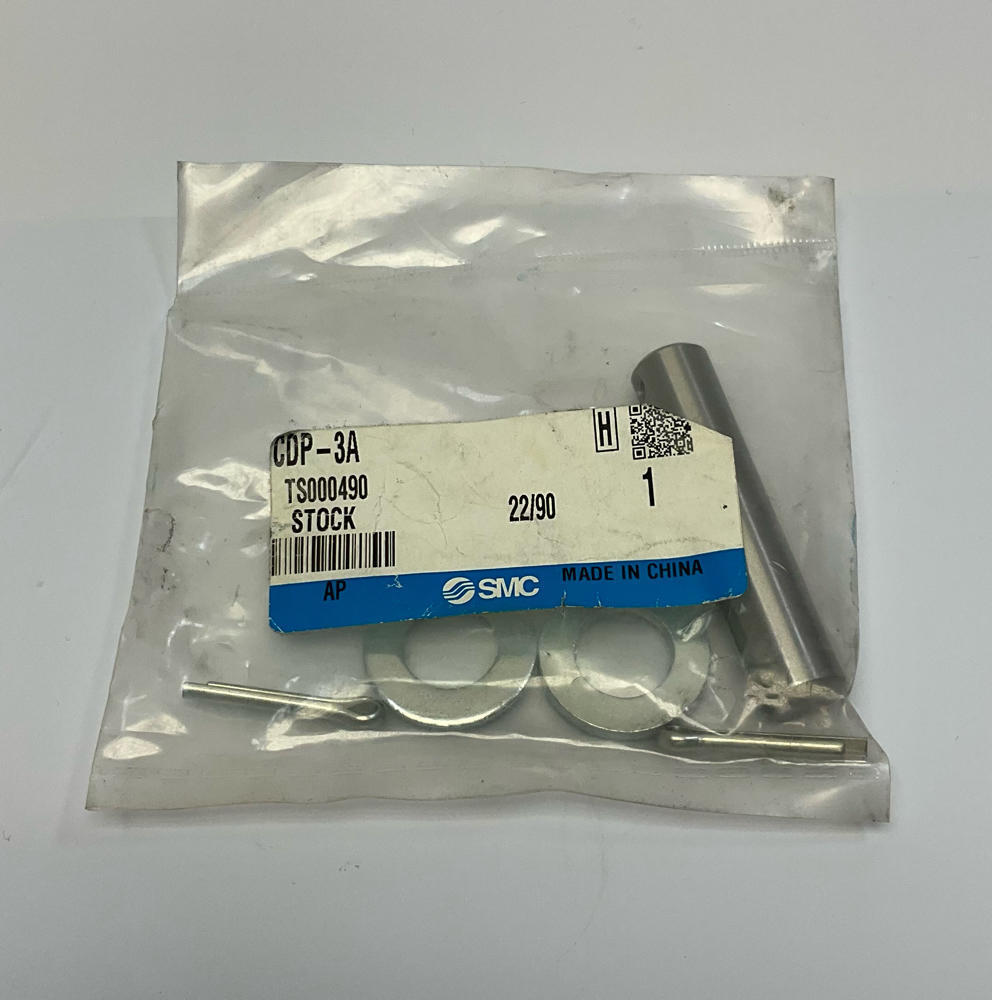 CDP-3A
H
TS000490
1
STOCK
22/90
AP
SMC
MADE IN CHINA